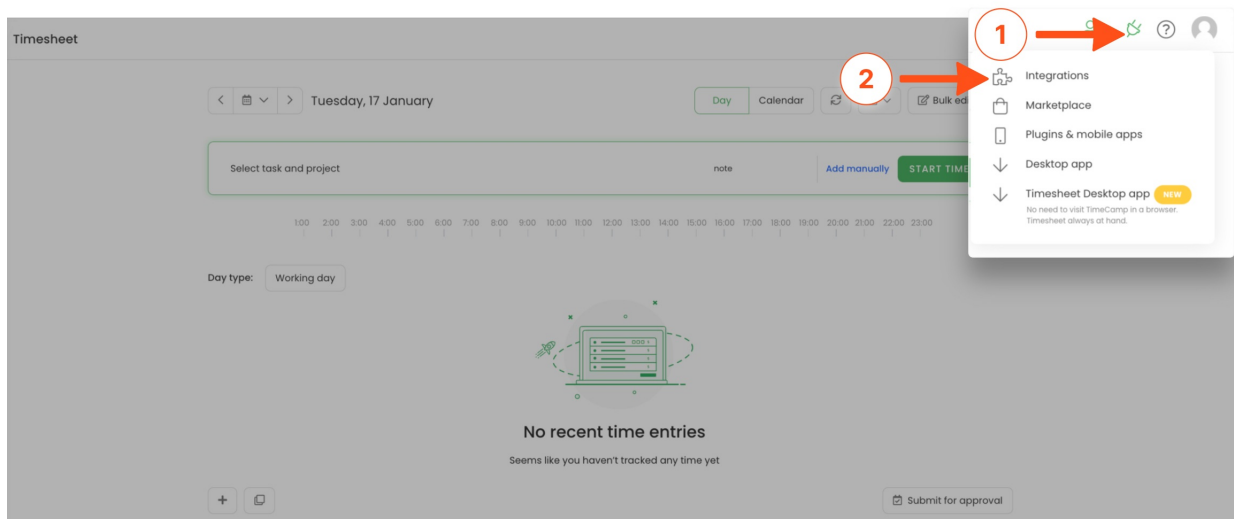 Timesheet
1
2
Tuesday, 17 January
Day
Calendar
Bulk edi
Integrations
Marketplace
Plugins & mobile apps
Desktop app
Timesheet Desktop app NEW
No need to visit TimeCamp in a browser.
Timesheet always at hand.
Select task and project
note
Add manually
START TIME
1:00 2:00 3:00 4:00 5:00 6:00 7:00 8:00 9:00 10:00 11:00 12:00 13:00 14:00 15:00 16:00 17:00 18:00 19:00 20:00 21:00 22:00 23:00
Day type:
Working day
No recent time entries
Seems like you haven't tracked any time yet
Submit for approval